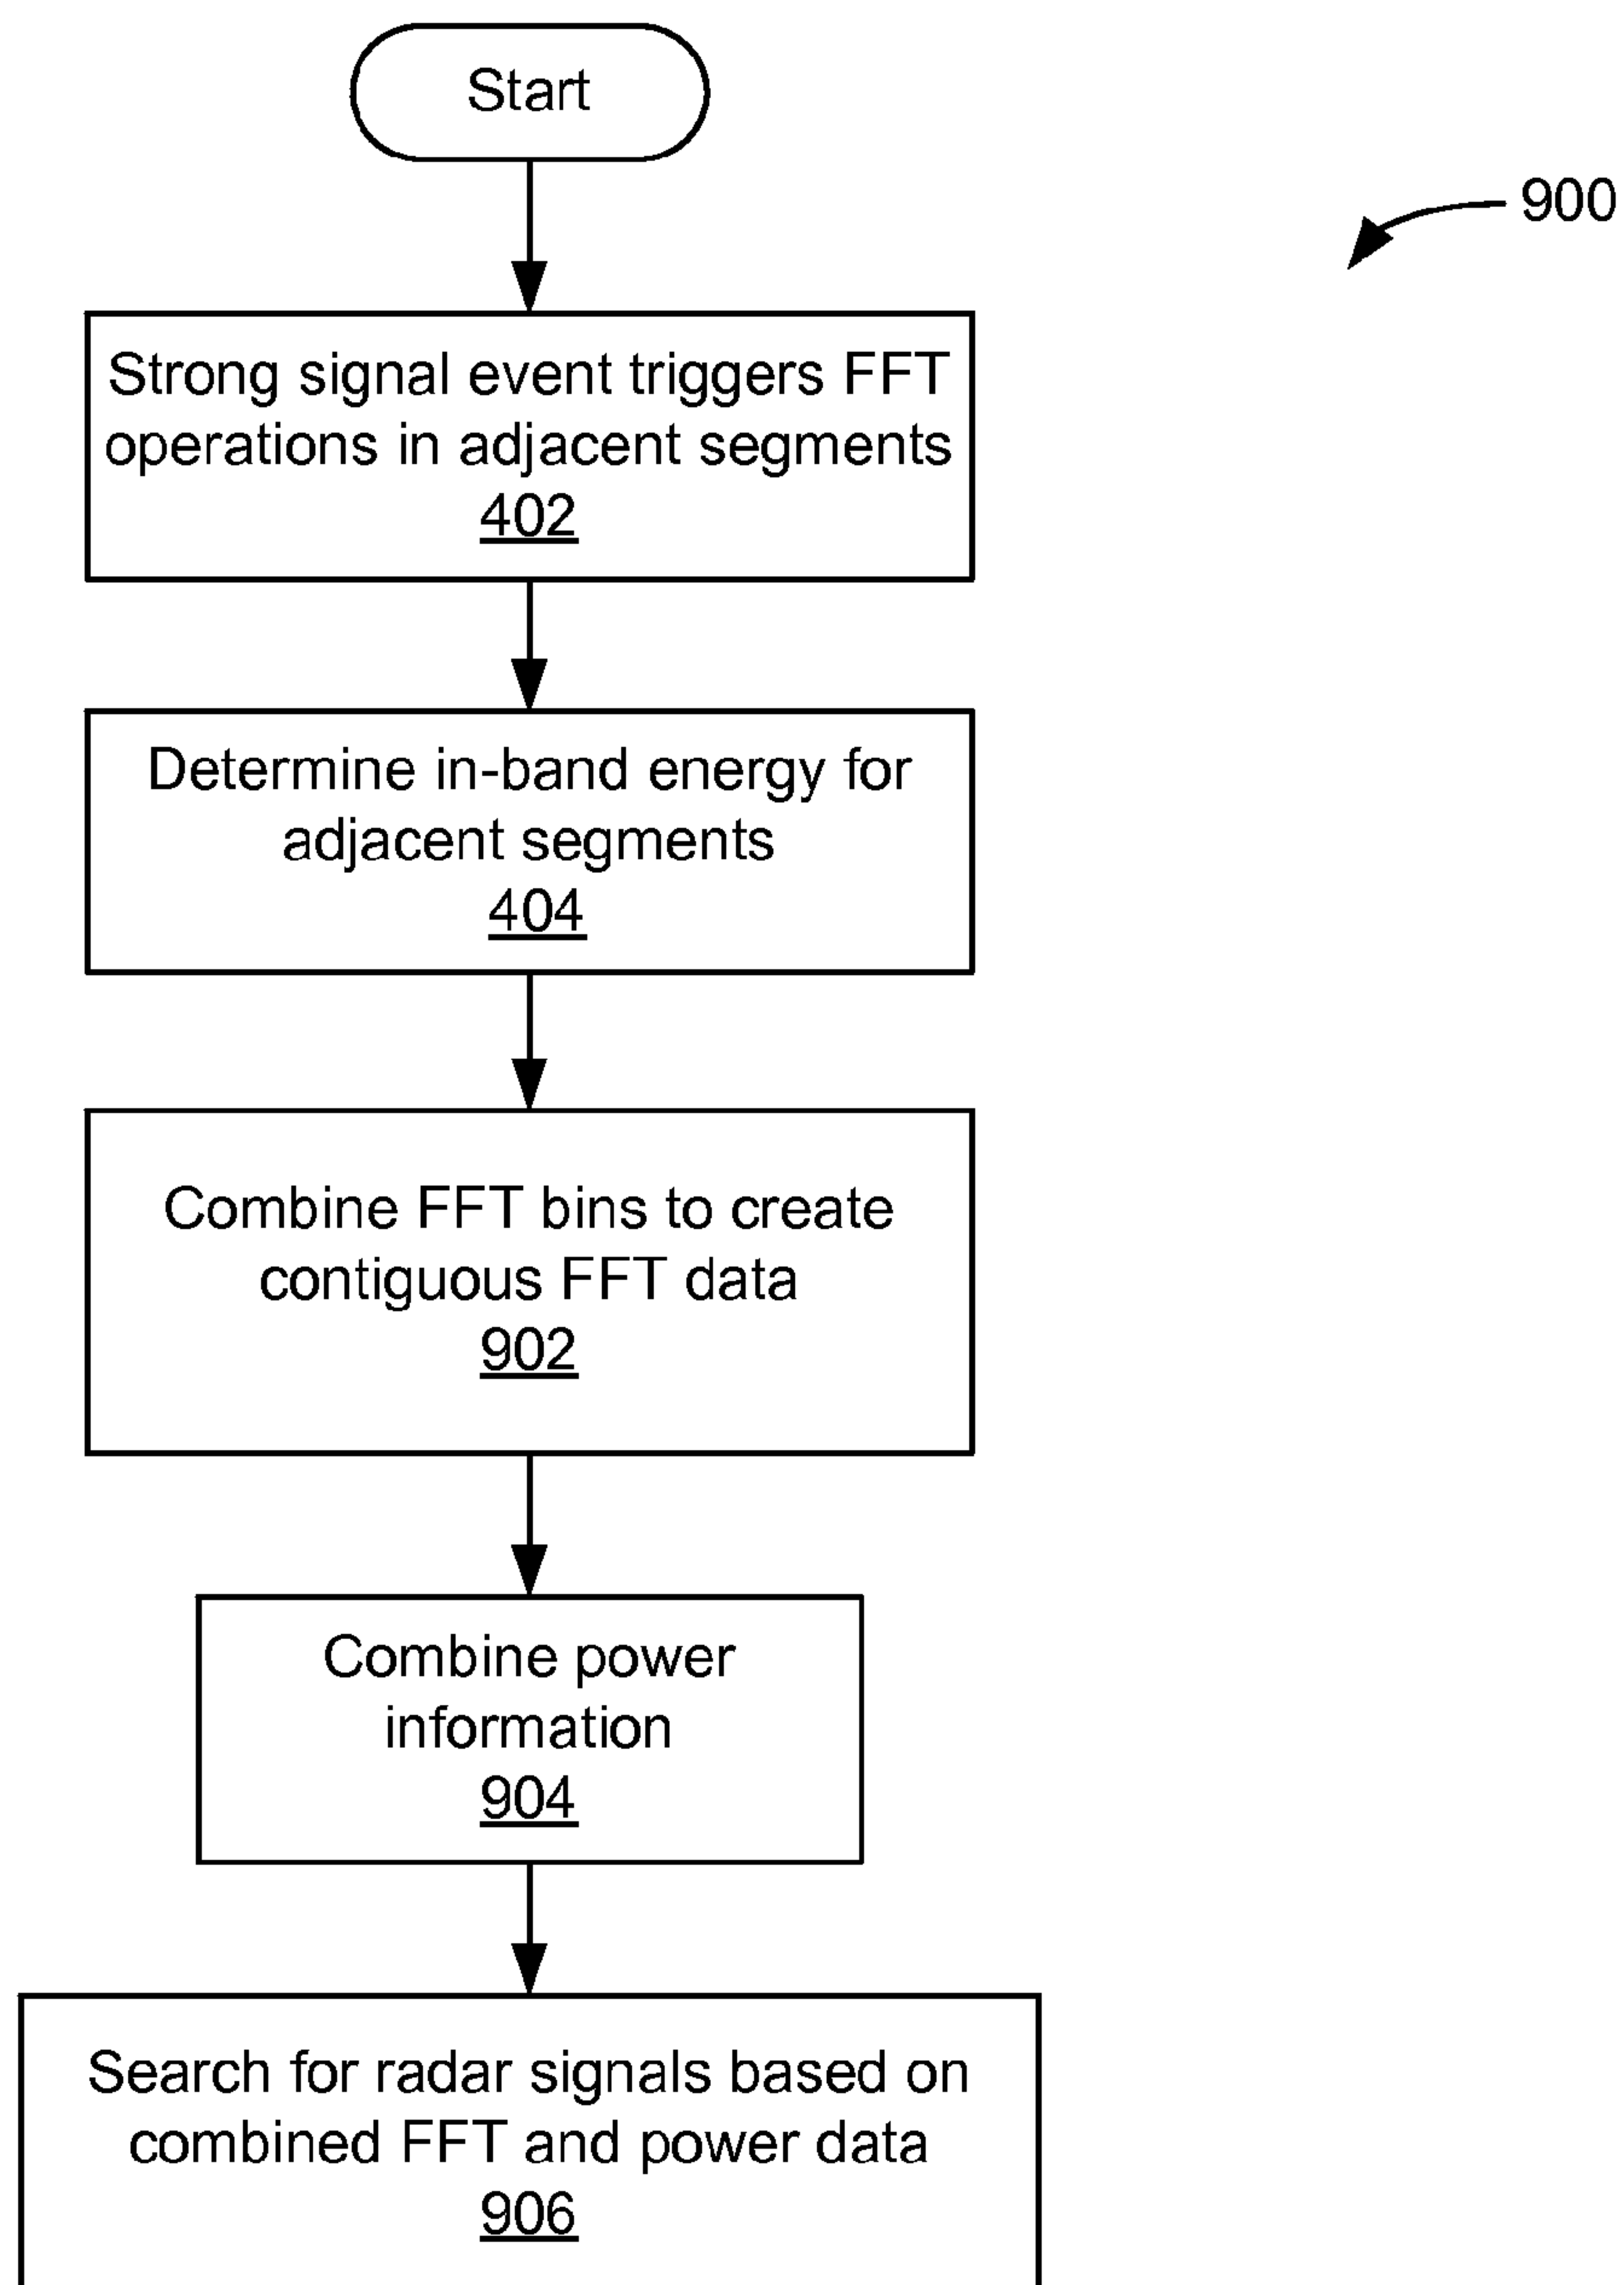 Start
900
Strong signal event triggers FFT
operations in adjacent segments
402
Determine in-band energy for
adjacent segments
404
Combine FFT bins to create
contiguous FFT data
902
Combine power
information
904
Search for radar signals based on
combined FFT and power data
906